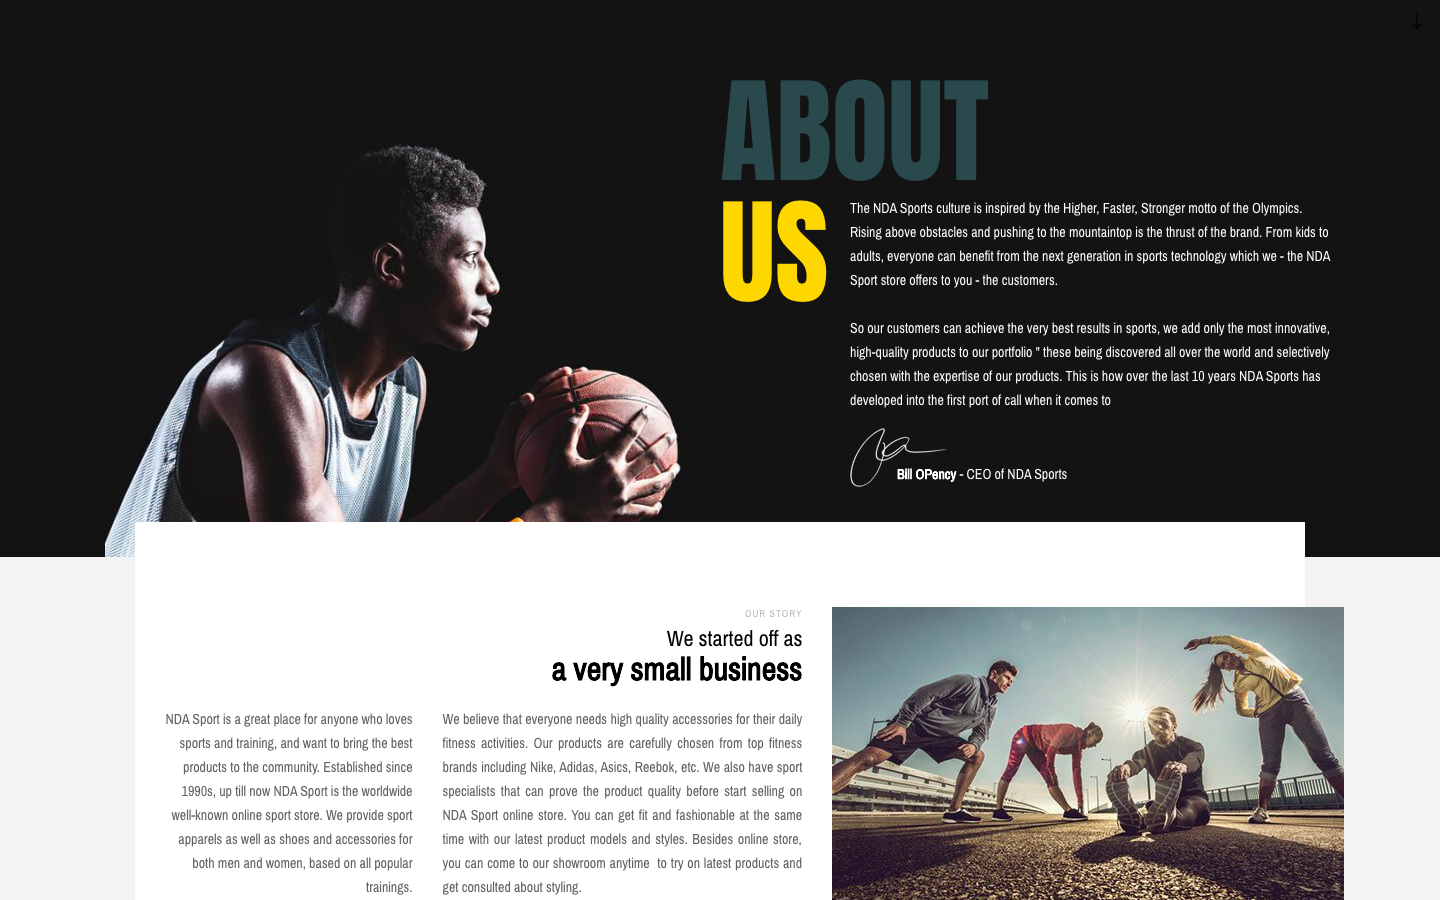 ABOUT
US
The NDA Sports culture is inspired by the Higher, Faster, Stronger motto of the Olympics.
Rising above obstacles and pushing to the mountaintop is the thrust of the brand. From kids to
adults, everyone can benefit from the next generation in sports technology which we - the NDA
Sport store offers to you - the customers.
So our customers can achieve the very best results in sports, we add only the most innovative,
high-quality products to our portfolio " these being discovered all over the world and selectively
chosen with the expertise of our products. This is how over the last 10 years NDA Sports has
developed into the first port of call when it comes to
Bill OPency - CEO of NDA Sports
OUR STORY
We started off as
a very small business
NDA Sport is a great place for anyone who loves
sports and training, and want to bring the best
products to the community. Established since
1990s, up till now NDA Sport is the worldwide
well-known online sport store. We provide sport
apparels as well as shoes and accessories for
both men and women, based on all popular
trainings.
We believe that everyone needs high quality accessories for their daily
fitness activities. Our products are carefully chosen from top fitness
brands including Nike, Adidas, Asics, Reebok, etc. We also have sport
specialists that can prove the product quality before start selling on
NDA Sport online store. You can get fit and fashionable at the same
time with our latest product models and styles. Besides online store,
you can come to our showroom anytime  to try on latest products and
get consulted about styling.